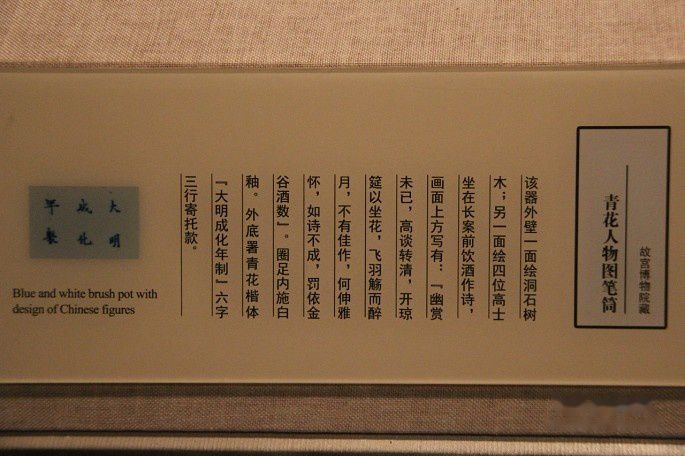 故宫博物院藏
青花人物图笔筒
该器外壁一面绘洞石树
木；另一面绘四位高士
坐在长案前饮酒作诗，
画面上方写有：『幽赏
未已，高谈转清，开琼
筵以坐花，飞羽觞而醉
月，不有佳作，何伸雅
怀，如诗不成，罚依金
谷酒数』。圈足内施白
釉。外底署青花楷体
『大明成化年制』六字
三行寄托款。
大明
成化
年製
Blue and white brush pot with
design of Chinese figures